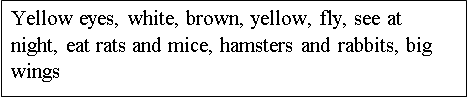 Yellow eyes, white, brown, yellow, fly, see at
night, eat rats and mice, hamsters and rabbits, big
wings